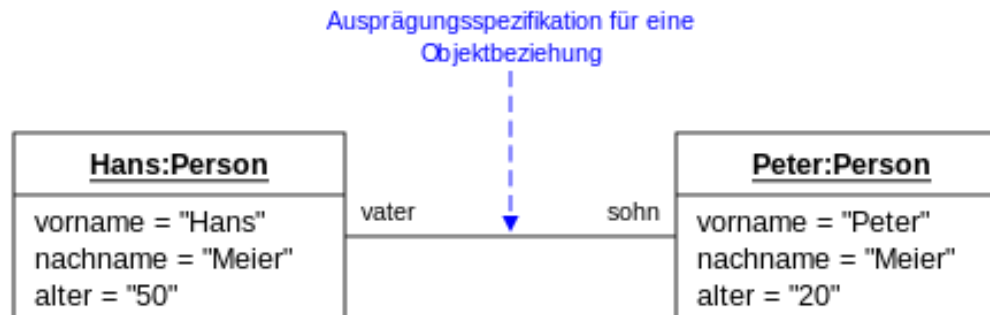 Ausprägungsspezifikation für eine
Objektbeziehung
Hans:Person
vorname = "Hans"
nachname = "Meier"
alter = "50"
vater
sohn
Peter:Person
vorname = "Peter"
nachname = "Meier"
alter = "20"